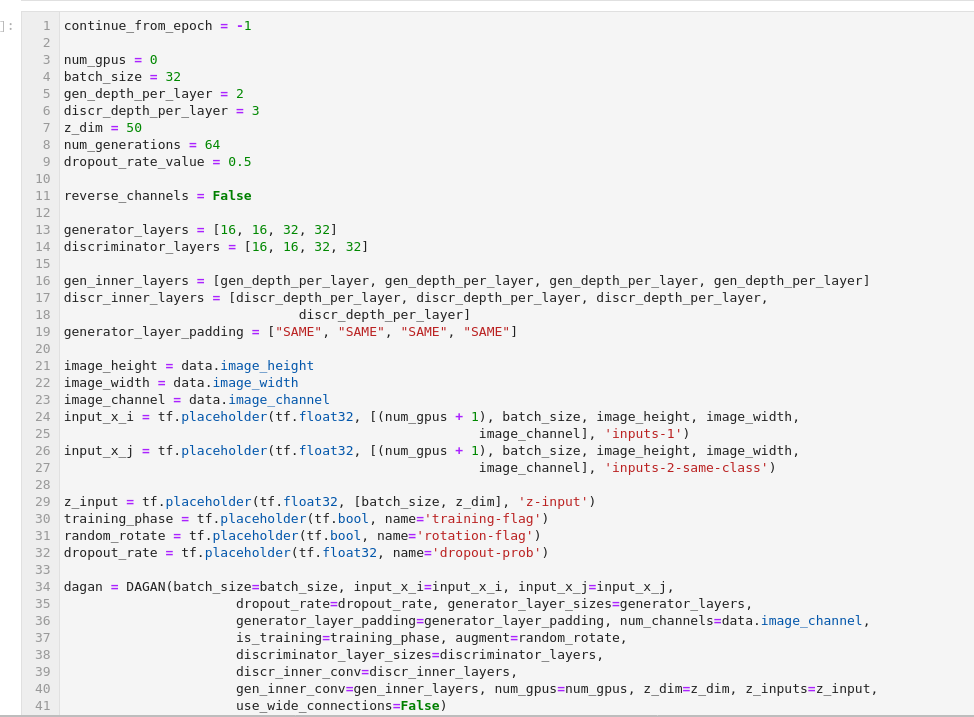 ]:
1 continue_from_epoch = -1
2
3 num_gpus = 0
4 batch_size = 32
5 gen_depth_per_layer = 2
6 discr_depth_per_layer = 3
7 z_dim = 50
8 num_generations = 64
9 dropout_rate_value = 0.5
10
11 reverse_channels = False
12
13 generator_layers = [16, 16, 32, 32]
14 discriminator_layers = [16, 16, 32, 32]
15
16 gen_inner_layers = [gen_depth_per_layer, gen_depth_per_layer, gen_depth_per_layer, gen_depth_per_layer]
17 discr_inner_layers = [discr_depth_per_layer, discr_depth_per_layer, discr_depth_per_layer,
18                               discr_depth_per_layer]
19 generator_layer_padding = ["SAME", "SAME", "SAME", "SAME"]
20
21 image_height = data.image_height
22 image_width = data.image_width
23 image_channel = data.image_channel
24 input_x_i = tf.placeholder(tf.float32, [(num_gpus + 1), batch_size, image_height, image_width,
25                                                      image_channel], 'inputs-1')
26 input_x_j = tf.placeholder(tf.float32, [(num_gpus + 1), batch_size, image_height, image_width,
27                                                      image_channel], 'inputs-2-same-class')
28
29 z_input = tf.placeholder(tf.float32, [batch_size, z_dim], 'z-input')
30 training_phase = tf.placeholder(tf.bool, name='training-flag')
31 random_rotate = tf.placeholder(tf.bool, name='rotation-flag')
32 dropout_rate = tf.placeholder(tf.float32, name='dropout-prob')
33
34 dagan = DAGAN(batch_size=batch_size, input_x_i=input_x_i, input_x_j=input_x_j,
35                       dropout_rate=dropout_rate, generator_layer_sizes=generator_layers,
36                       generator_layer_padding=generator_layer_padding, num_channels=data.image_channel,
37                       is_training=training_phase, augment=random_rotate,
38                       discriminator_layer_sizes=discriminator_layers,
39                       discr_inner_conv=discr_inner_layers,
40                       gen_inner_conv=gen_inner_layers, num_gpus=num_gpus, z_dim=z_dim, z_inputs=z_input,
41                       use_wide_connections=False)